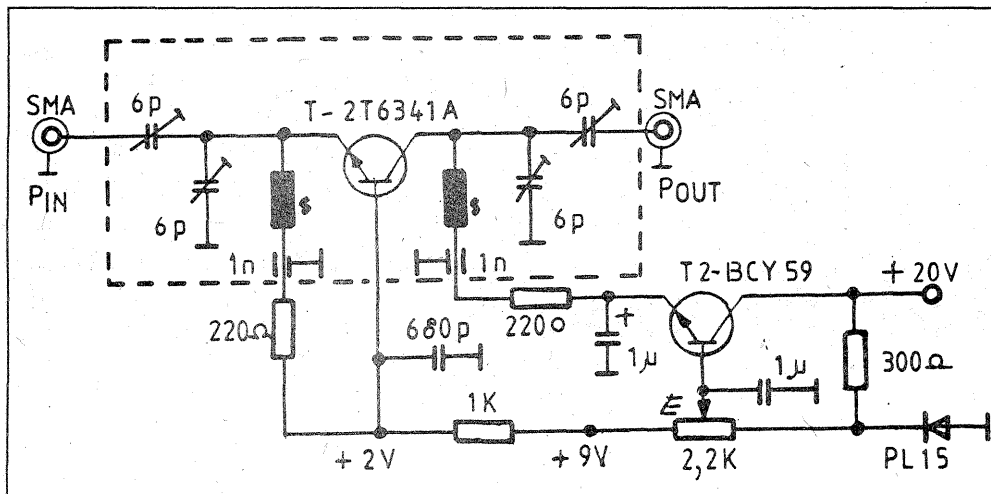 SMA
6p
T- 2T6341A
6p
SMA
PIN
6p
s
s
6p
POUT
1n
1n
T2-BCY 59
+ 20V
220Ω
680p
220Ω
+
1µ
1µ
300Ω
1K
E
+ 2V
+ 9V
2,2K
PL15